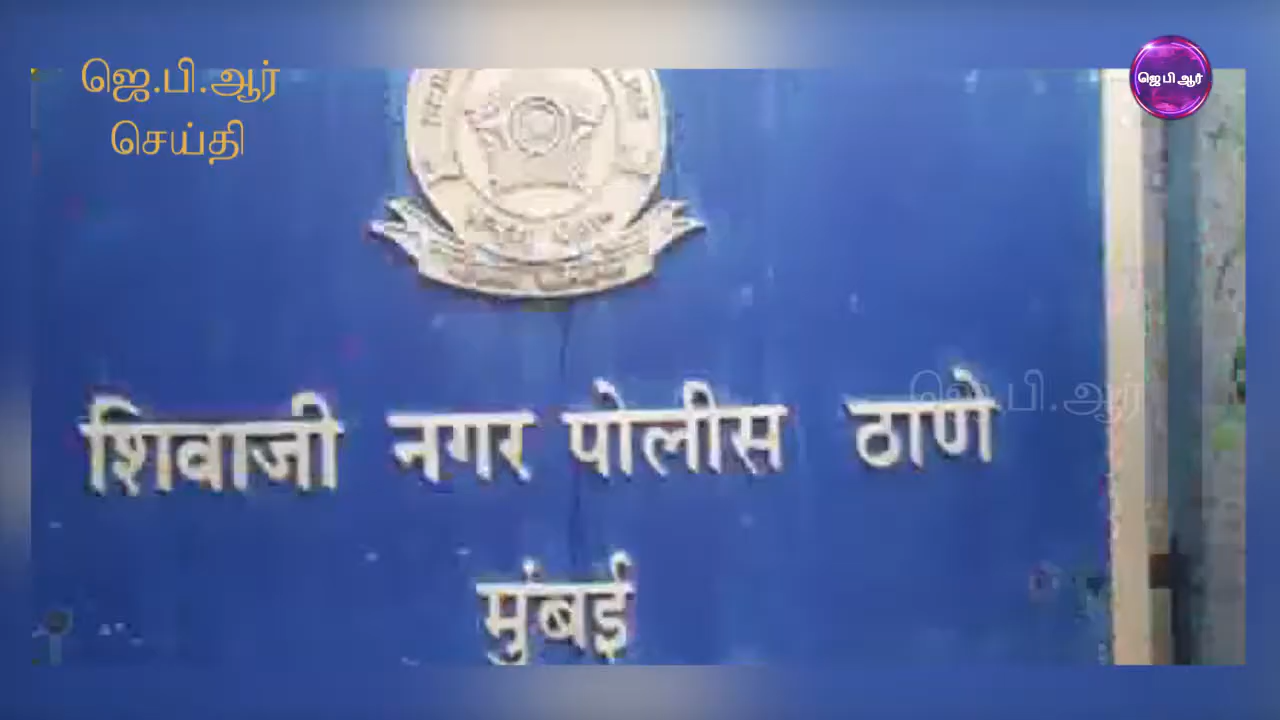 ஜெ.பி.ஆர்
செய்தி
ஜெ பி ஆர்
शिवाजी नगर पोलीस ठाणे
ஜெ.பி.ஆர்
मुंबई